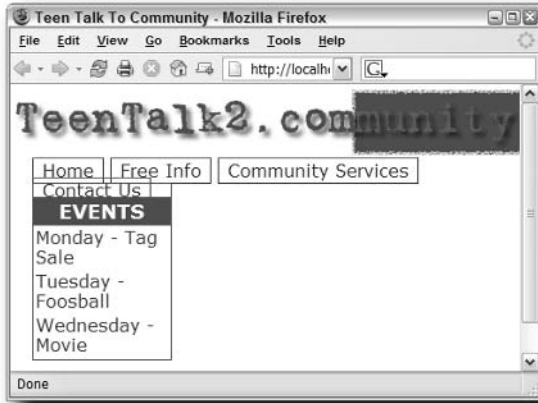 Teen Talk To Community - Mozilla Firefox
File Edit View Go Bookmarks Tools Help
http://localh
G
TeenTalk2.community
Home Free Info Community Services
Contact Us
EVENTS
Monday - Tag
Sale
Tuesday -
Foosball
Wednesday -
Movie
Done